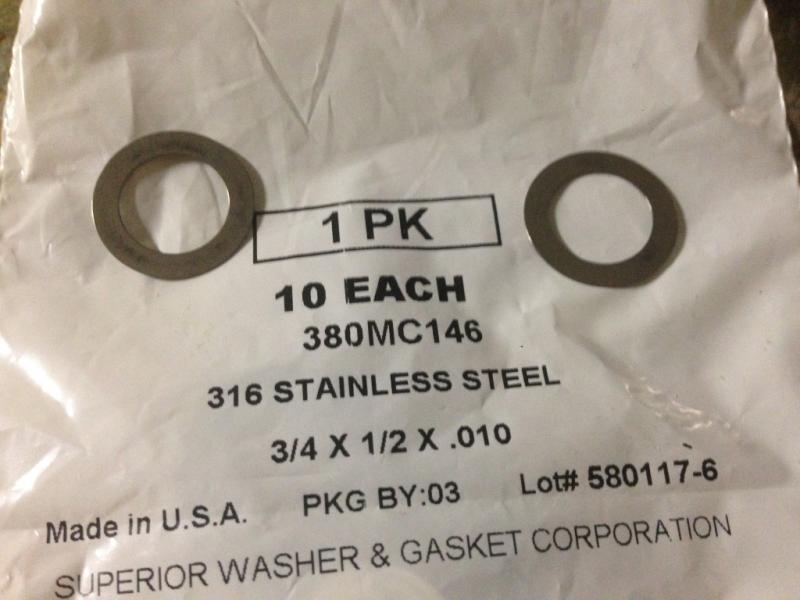 1 PK
10 EACH
380MC146
316 STAINLESS STEEL
3/4 X 1/2 X .010
Made in U.S.A. PKG BY:03 Lot# 580117-6
SUPERIOR WASHER & GASKET CORPORATION